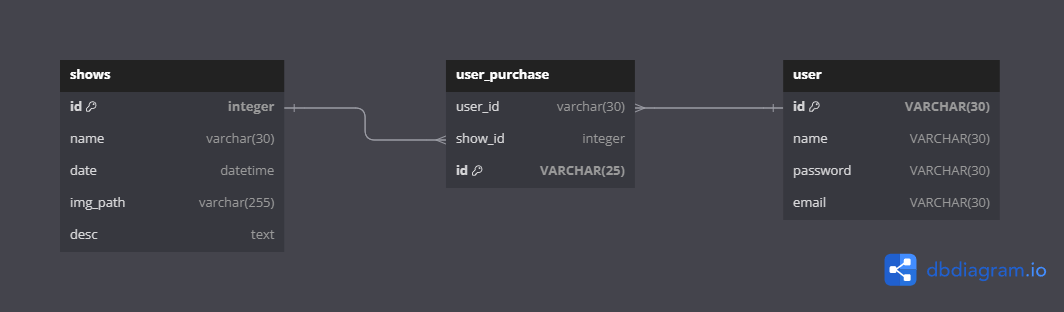 shows
id integer
name varchar(30)
date datetime
img_path varchar(255)
desc text
user_purchase
user_id varchar(30)
show_id integer
id VARCHAR(25)
user
id VARCHAR(30)
name VARCHAR(30)
password VARCHAR(30)
email VARCHAR(30)
dbdiagram.io